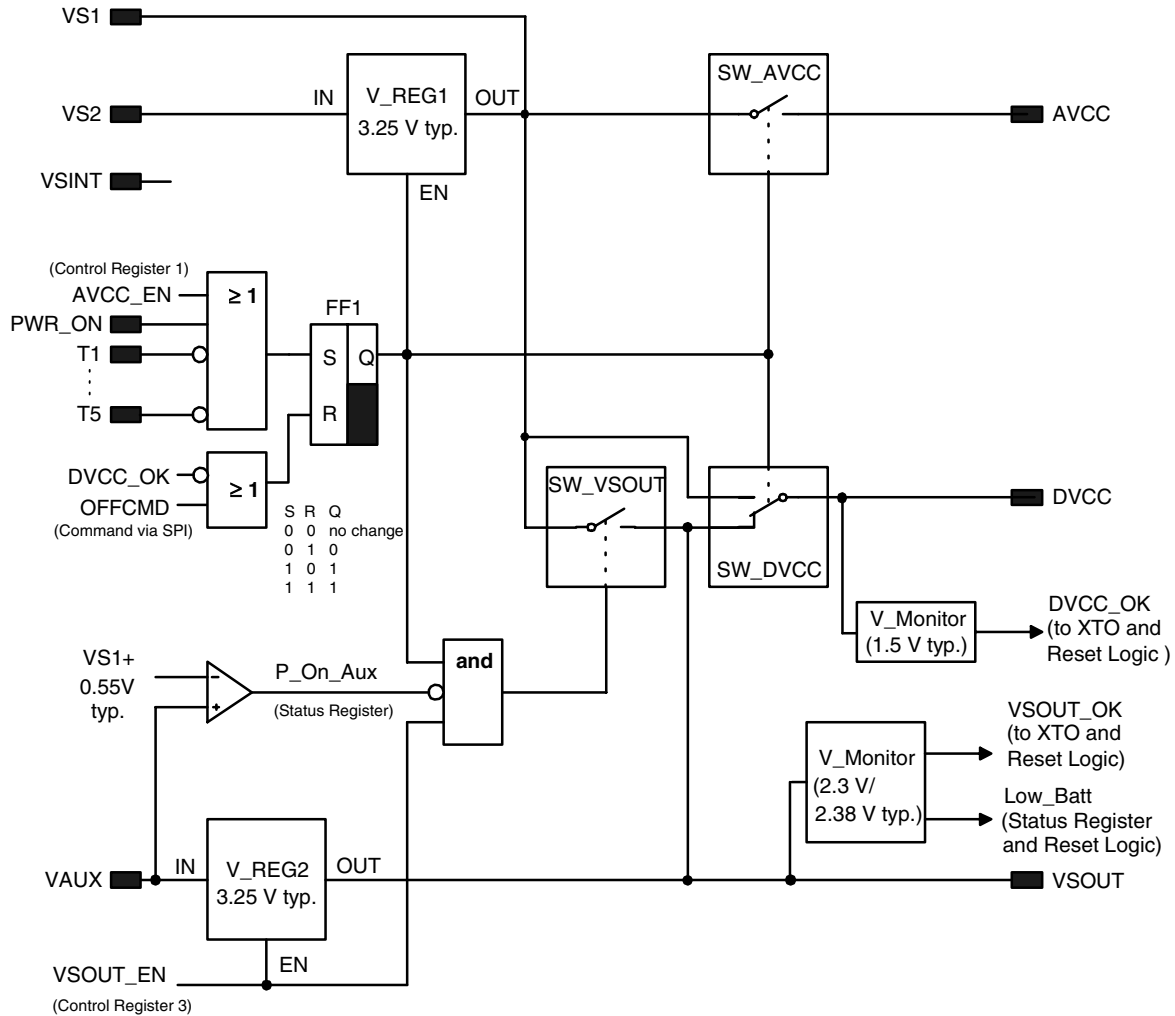 VS1
SW_AVCC
VS2
IN
V_REG1
3.25 V typ.
OUT
AVCC
VSINT
EN
(Control Register 1)
AVCC_EN
PWR_ON
T1
T5
≥ 1
FF1
S
Q
R
DVCC_OK
OFFCMD
(Command via SPI)
≥ 1
S R Q
0 0 no change
0 1 0
1 0 1
1 1 1
SW_VSOUT
SW_DVCC
DVCC
V_Monitor
(1.5 V typ.)
DVCC_OK
(to XTO and
Reset Logic )
VS1+
0.55V
typ.
−
+
P_On_Aux
(Status Register)
and
V_Monitor
(2.3 V/
2.38 V typ.)
VSOUT_OK
(to XTO and
Reset Logic)
Low_Batt
(Status Register
and Reset Logic)
VAUX
IN
V_REG2
3.25 V typ.
OUT
VSOUT
EN
VSOUT_EN
(Control Register 3)